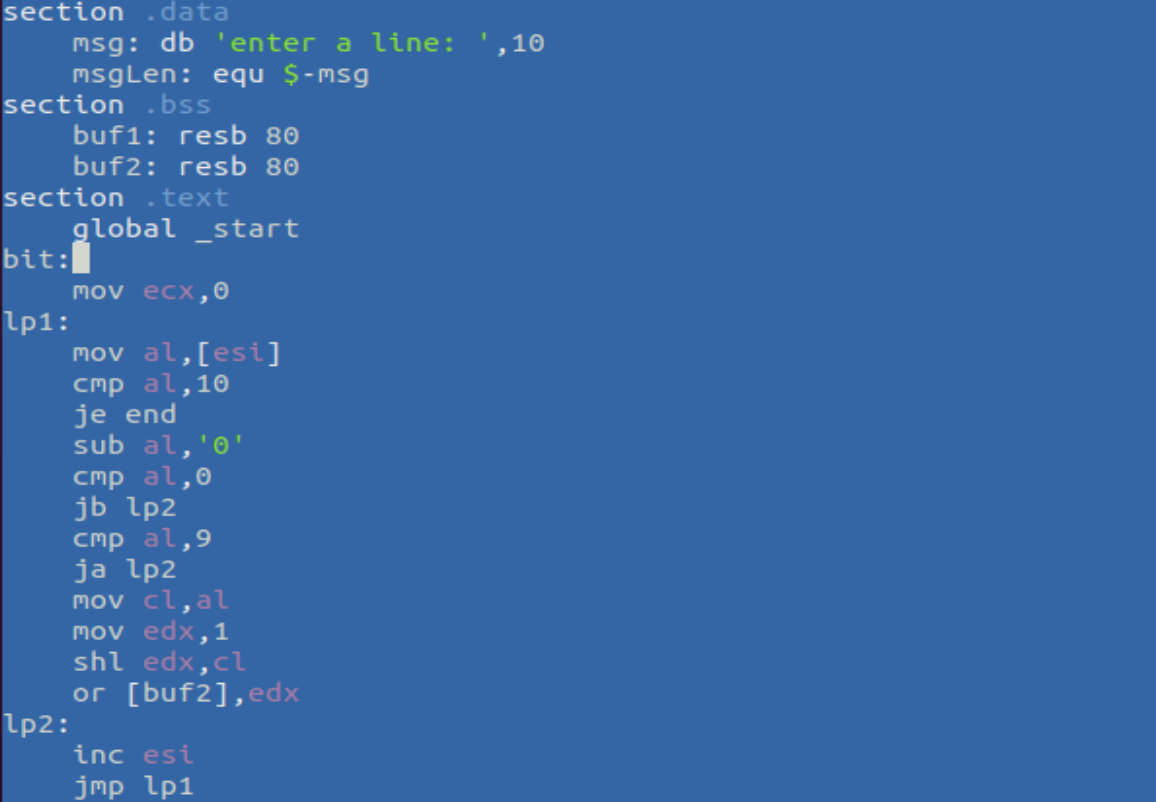 section .data
    msg: db 'enter a line: ',10
    msgLen: equ $-msg
section .bss
    buf1: resb 80
    buf2: resb 80
section .text
    global _start
bit:
    mov ecx,0
lp1:
    mov al,[esi]
    cmp al,10
    je end
    sub al,'0'
    cmp al,0
    jb lp2
    cmp al,9
    ja lp2
    mov cl,al
    mov edx,1
    shl edx,cl
    or [buf2],edx
lp2:
    inc esi
    jmp lp1